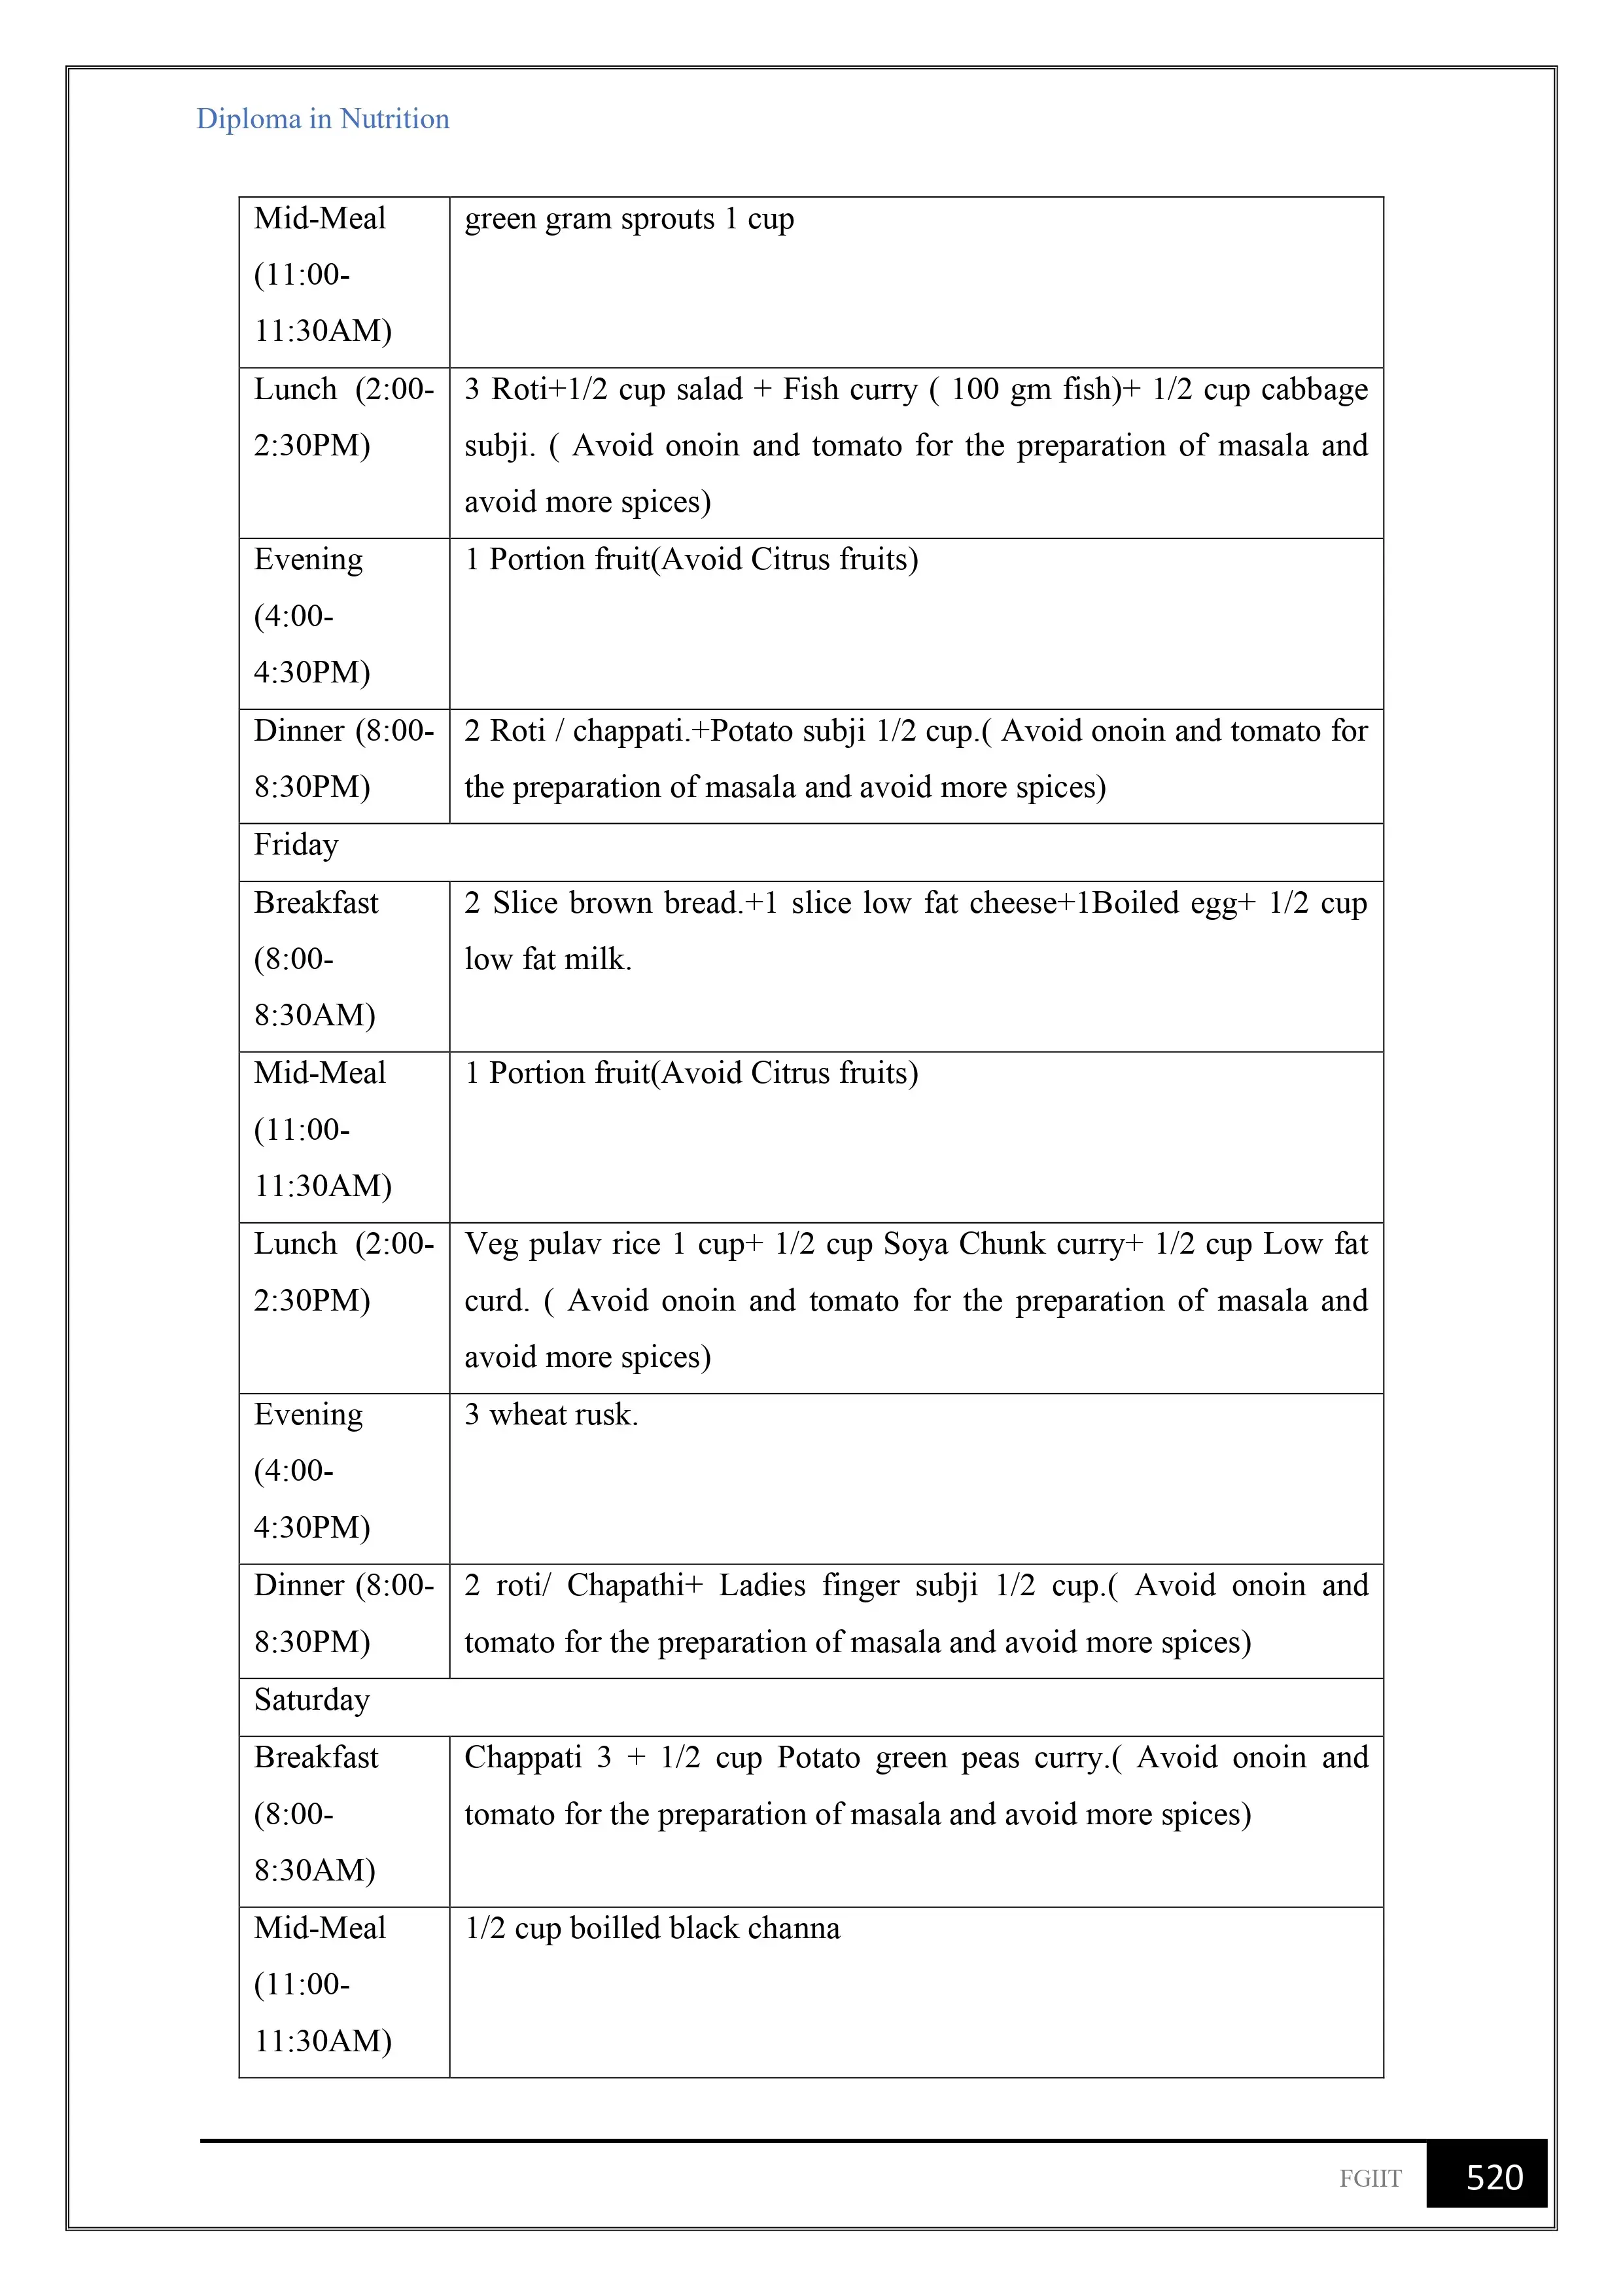 Diploma in Nutrition
Mid-Meal
(11:00-
11:30AM)
green gram sprouts 1 cup
Lunch (2:00-
2:30PM)
3 Roti+1/2 cup salad + Fish curry ( 100 gm fish)+ 1/2 cup cabbage
subji. ( Avoid onoin and tomato for the preparation of masala and
avoid more spices)
Evening
(4:00-
4:30PM)
1 Portion fruit(Avoid Citrus fruits)
Dinner (8:00-
8:30PM)
2 Roti / chappati.+Potato subji 1/2 cup.( Avoid onoin and tomato for
the preparation of masala and avoid more spices)
Friday
Breakfast
(8:00-
8:30AM)
2 Slice brown bread.+1 slice low fat cheese+1Boiled egg+ 1/2 cup
low fat milk.
Mid-Meal
(11:00-
11:30AM)
1 Portion fruit(Avoid Citrus fruits)
Lunch (2:00-
2:30PM)
Veg pulav rice 1 cup+ 1/2 cup Soya Chunk curry+ 1/2 cup Low fat
curd. ( Avoid onoin and tomato for the preparation of masala and
avoid more spices)
Evening
(4:00-
4:30PM)
3 wheat rusk.
Dinner (8:00-
8:30PM)
2 roti/ Chapathi+ Ladies finger subji 1/2 cup.( Avoid onoin and
tomato for the preparation of masala and avoid more spices)
Saturday
Breakfast
(8:00-
8:30AM)
Chappati 3 + 1/2 cup Potato green peas curry.( Avoid onoin and
tomato for the preparation of masala and avoid more spices)
Mid-Meal
(11:00-
11:30AM)
1/2 cup boilled black channa
FGIIT 520